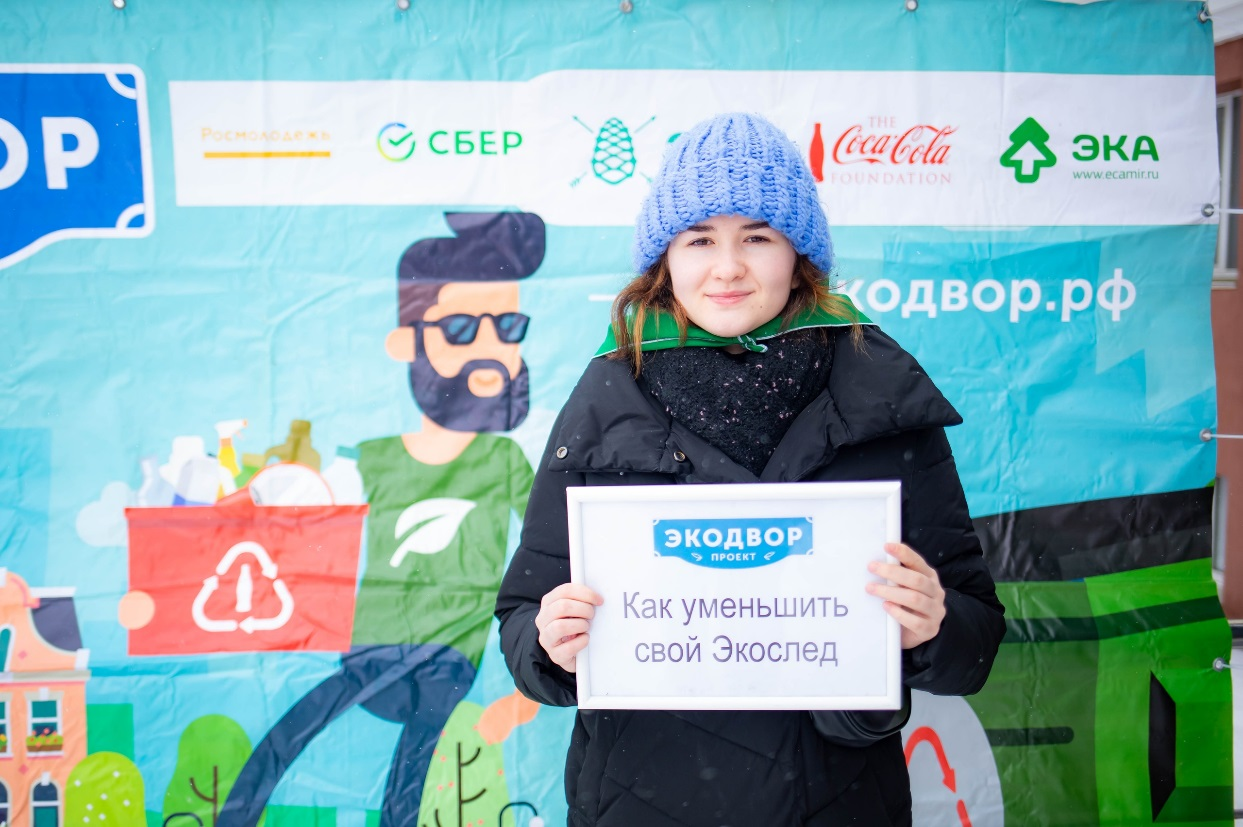 ОР
Росмолодежь
СБЕР
THE
Coca-Cola
FOUNDATION
ЭКА
www.ecamir.ru
кодвор.рф
ЭКОДВОР
ПРОЕКТ
Как уменьшить
свой Экослед